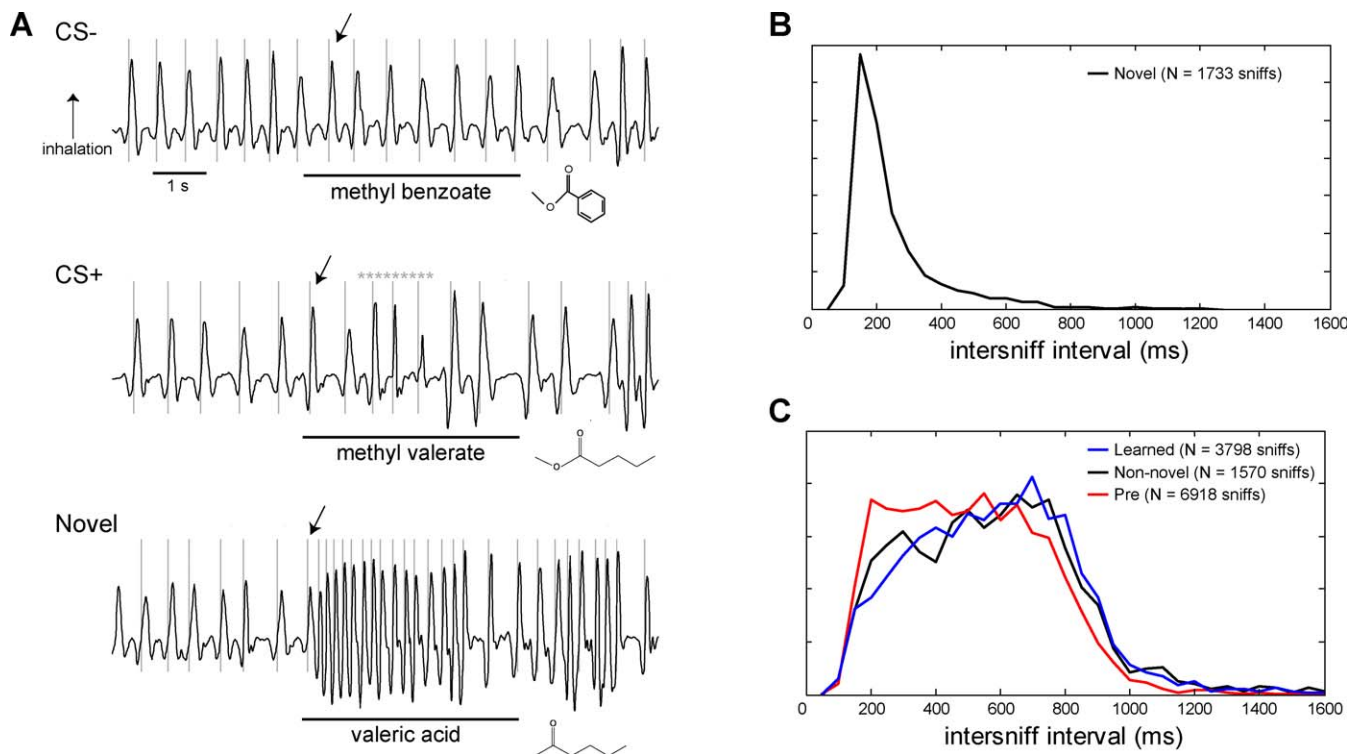 A
CS-
inhalation
1 s
methyl benzoate
O
O
CS+
*********
methyl valerate
O
O
Novel
valeric acid
O
B
Novel (N = 1733 sniffs)
0 200 400 600 800 1000 1200 1400 1600
intersniff interval (ms)
C
Learned (N = 3798 sniffs)
Non-novel (N = 1570 sniffs)
Pre (N = 6918 sniffs)
0 200 400 600 800 1000 1200 1400 1600
intersniff interval (ms)